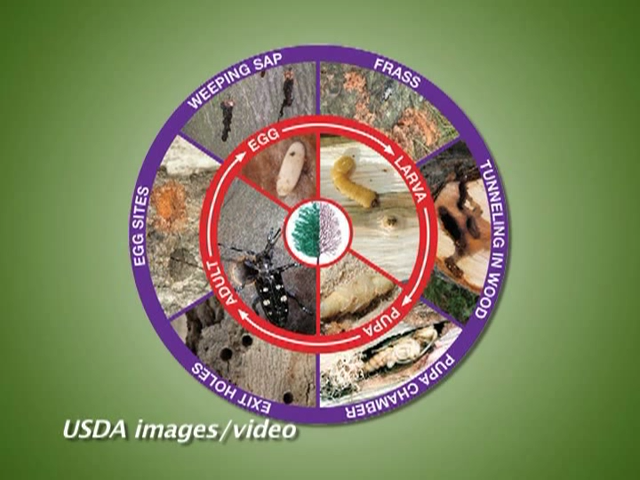 WEEPING SAP
FRASS
TUNNELING IN WOOD
PUPA CHAMBER
EXIT HOLES
EGG SITES
EGG
LARVA
PUPA
ADULT
USDA images/video